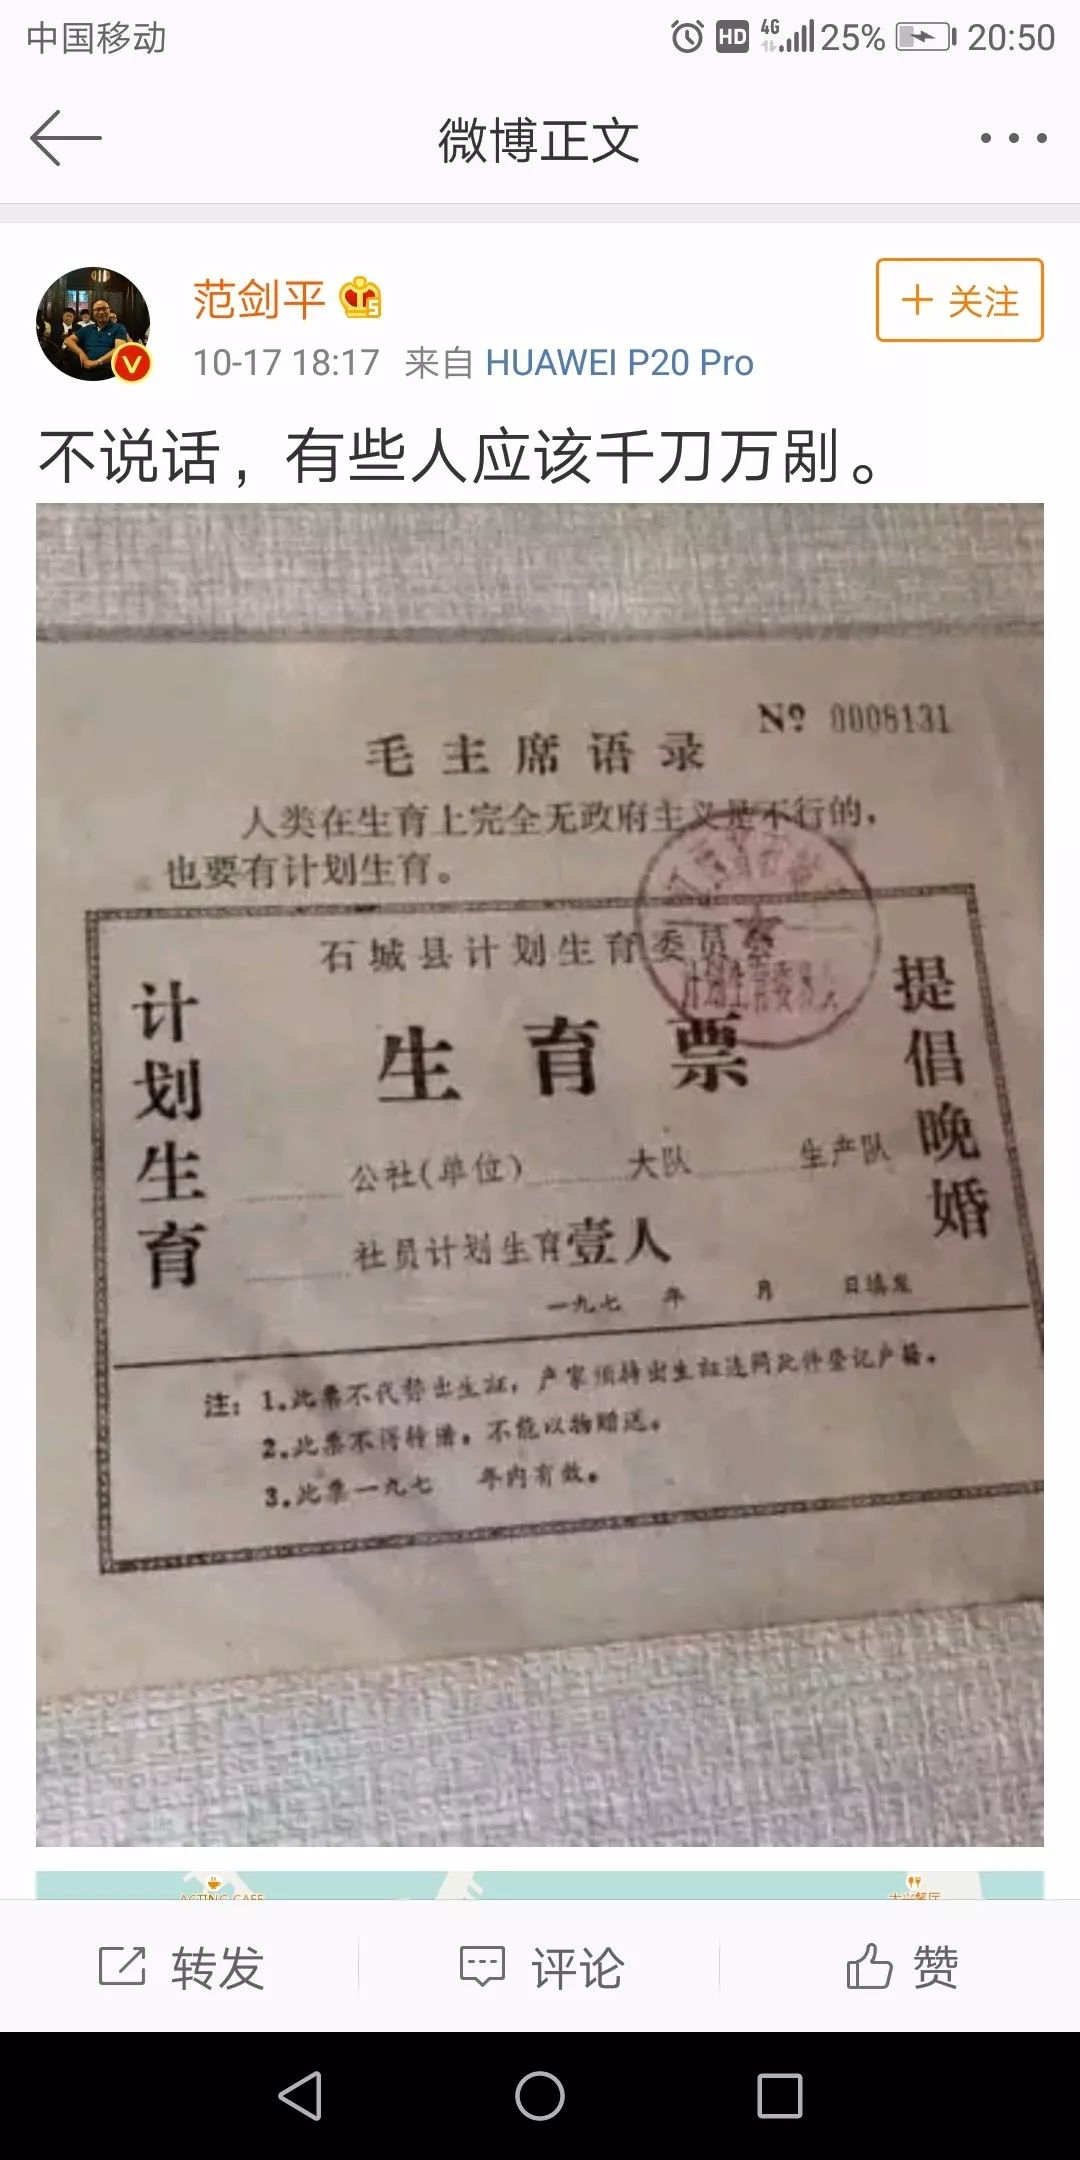 中国移动 HD 4G 25% 20:50
微博正文
范剑平 5
+ 关注
10-17 18:17 来自 HUAWEI P20 Pro
不说话，有些人应该千刀万剐。
№ 0008131
毛主席语录
人类在生育上完全无政府主义是不行的，
也要有计划生育。
石城县计划生育委员会
计划生育
生育票
提倡晚婚
公社(单位) 大队 生产队
社员计划生育壹人
一九七 年 月 日填发
注：1.此票不代替出生证，产家须持出生证连同此件登记户籍。
2.此票不得转让，不能以物赠送。
3.此票一九七 年内有效。
ACTING CAFE
大兴餐厅
转发
评论
赞